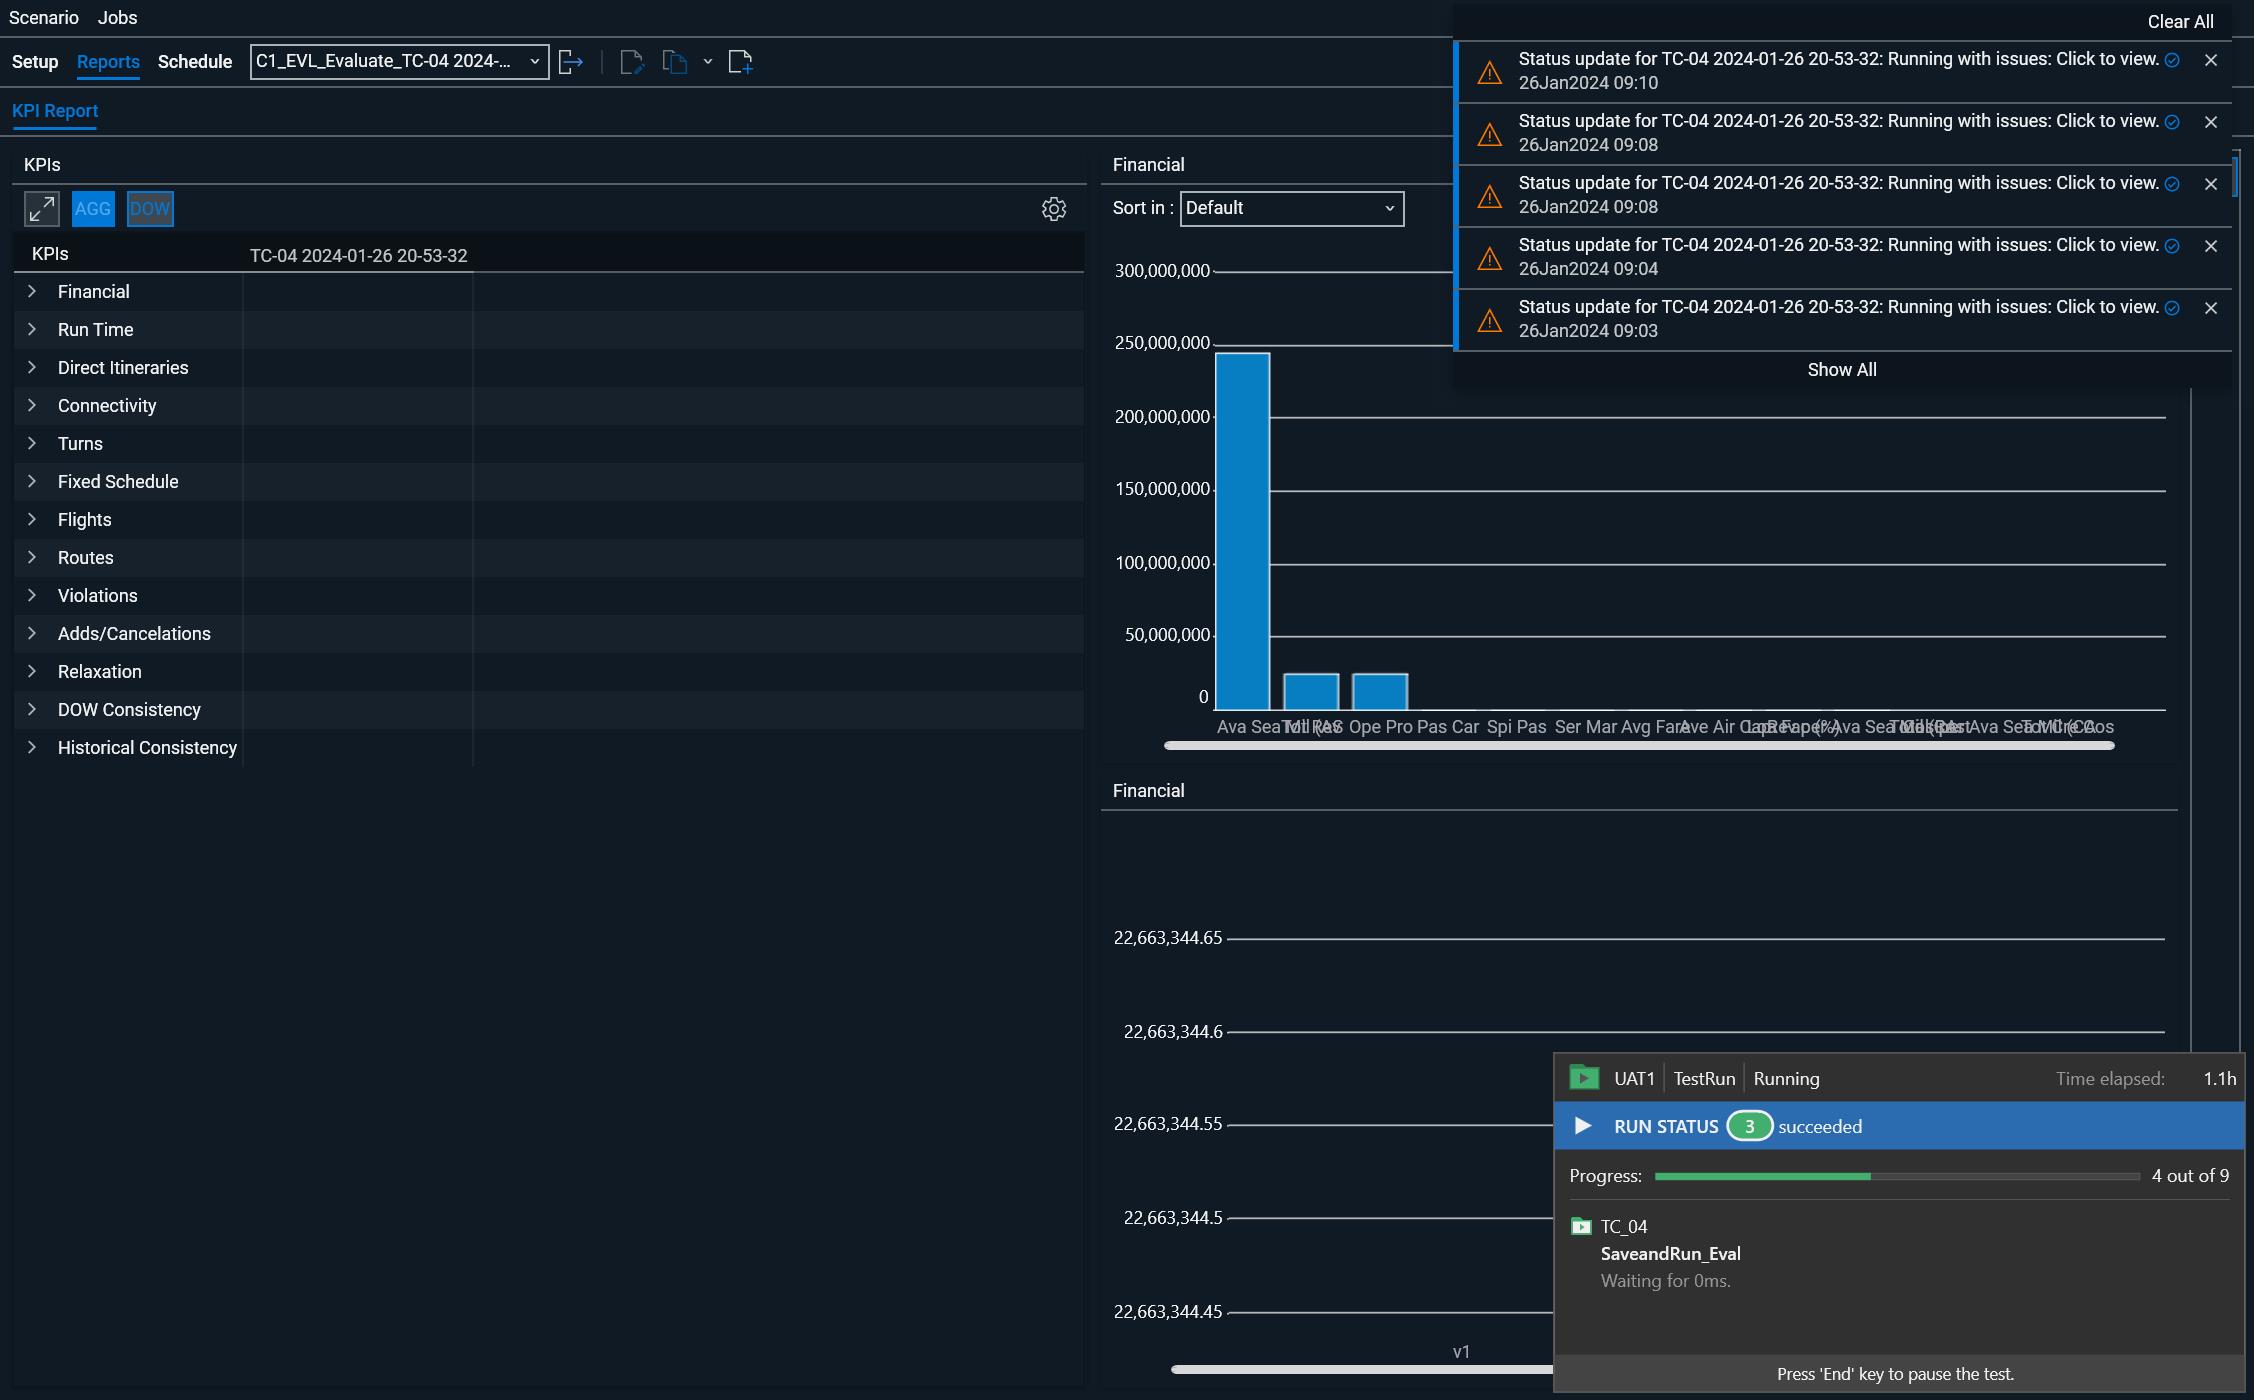 Scenario Jobs
Setup Reports Schedule C1_EVL_Evaluate_TC-04 2024-...
KPI Report
KPIs
AGG DOW
KPIs TC-04 2024-01-26 20-53-32
Financial
Run Time
Direct Itineraries
Connectivity
Turns
Fixed Schedule
Flights
Routes
Violations
Adds/Cancelations
Relaxation
DOW Consistency
Historical Consistency
Financial
Sort in : Default
300,000,000
250,000,000
200,000,000
150,000,000
100,000,000
50,000,000
0
Ava Sea Ope Pro Pas Car Spi Pas Ser Mar Avg Fare Ave Air Ava Sea Ava Sea
Financial
22,663,344.65
22,663,344.6
22,663,344.55
22,663,344.5
22,663,344.45
v1
Clear All
Status update for TC-04 2024-01-26 20-53-32: Running with issues: Click to view.
26Jan2024 09:10
Status update for TC-04 2024-01-26 20-53-32: Running with issues: Click to view.
26Jan2024 09:08
Status update for TC-04 2024-01-26 20-53-32: Running with issues: Click to view.
26Jan2024 09:08
Status update for TC-04 2024-01-26 20-53-32: Running with issues: Click to view.
26Jan2024 09:04
Status update for TC-04 2024-01-26 20-53-32: Running with issues: Click to view.
26Jan2024 09:03
Show All
UAT1 TestRun Running Time elapsed: 1.1h
RUN STATUS 3 succeeded
Progress: 4 out of 9
TC_04
SaveandRun_Eval
Waiting for 0ms.
Press 'End' key to pause the test.